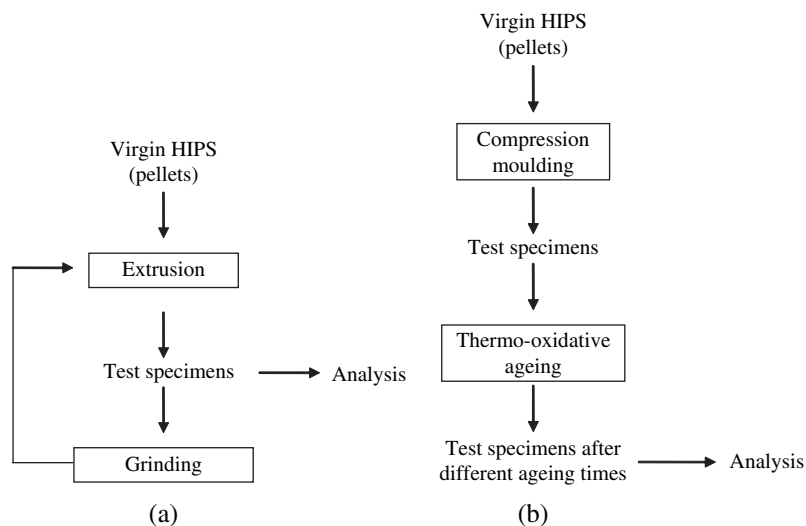 Virgin HIPS
(pellets)
Extrusion
Test specimens
Analysis
Grinding
(a)
Virgin HIPS
(pellets)
Compression
moulding
Test specimens
Thermo-oxidative
ageing
Test specimens after
different ageing times
Analysis
(b)